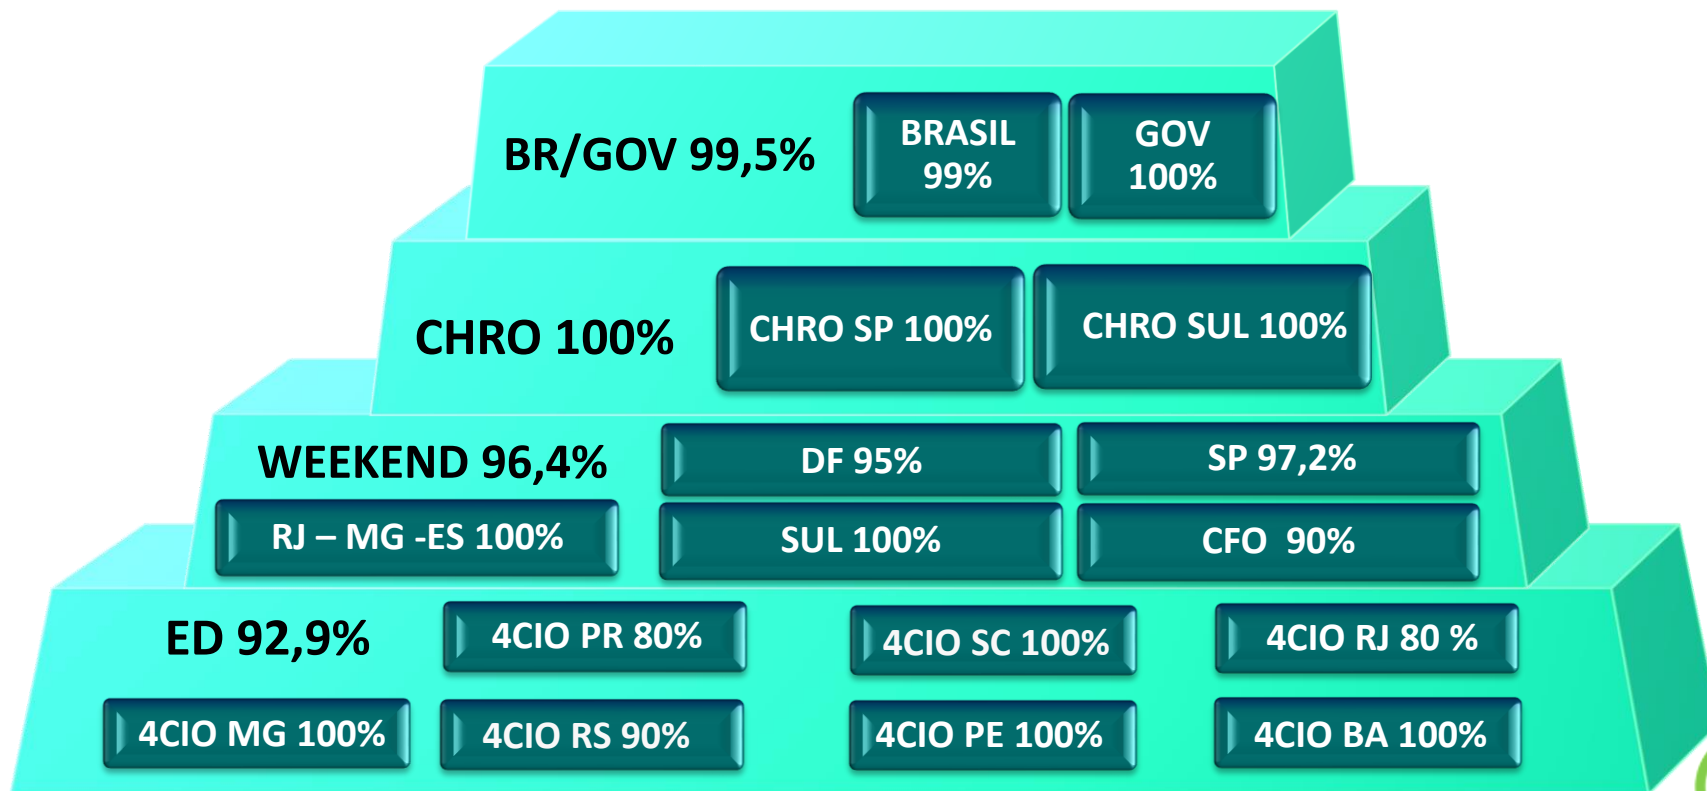 BR/GOV 99,5%
BRASIL
99%
GOV
100%
CHRO 100%
CHRO SP 100%
CHRO SUL 100%
WEEKEND 96,4%
DF 95%
SP 97,2%
RJ – MG -ES 100%
SUL 100%
CFO  90%
ED 92,9%
4CIO PR 80%
4CIO SC 100%
4CIO RJ 80 %
4CIO MG 100%
4CIO RS 90%
4CIO PE 100%
4CIO BA 100%